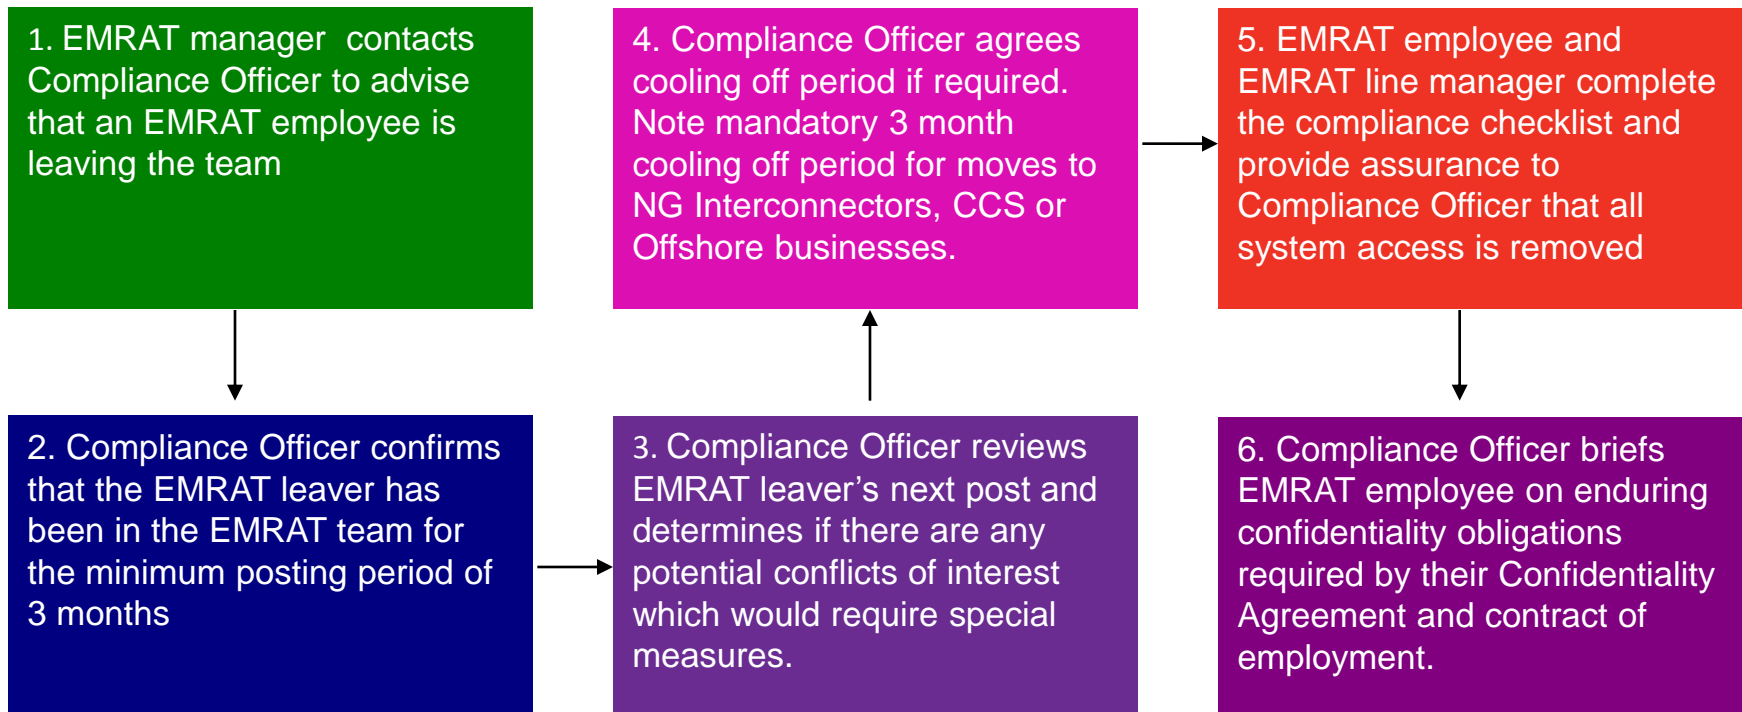 1. EMRAT manager  contacts
Compliance Officer to advise
that an EMRAT employee is
leaving the team
2. Compliance Officer confirms
that the EMRAT leaver has
been in the EMRAT team for
the minimum posting period of
3 months
3. Compliance Officer reviews
EMRAT leaver’s next post and
determines if there are any
potential conflicts of interest
which would require special
measures.
4. Compliance Officer agrees
cooling off period if required.
Note mandatory 3 month
cooling off period for moves to
NG Interconnectors, CCS or
Offshore businesses.
5. EMRAT employee and
EMRAT line manager complete
the compliance checklist and
provide assurance to
Compliance Officer that all
system access is removed
6. Compliance Officer briefs
EMRAT employee on enduring
confidentiality obligations
required by their Confidentiality
Agreement and contract of
employment.